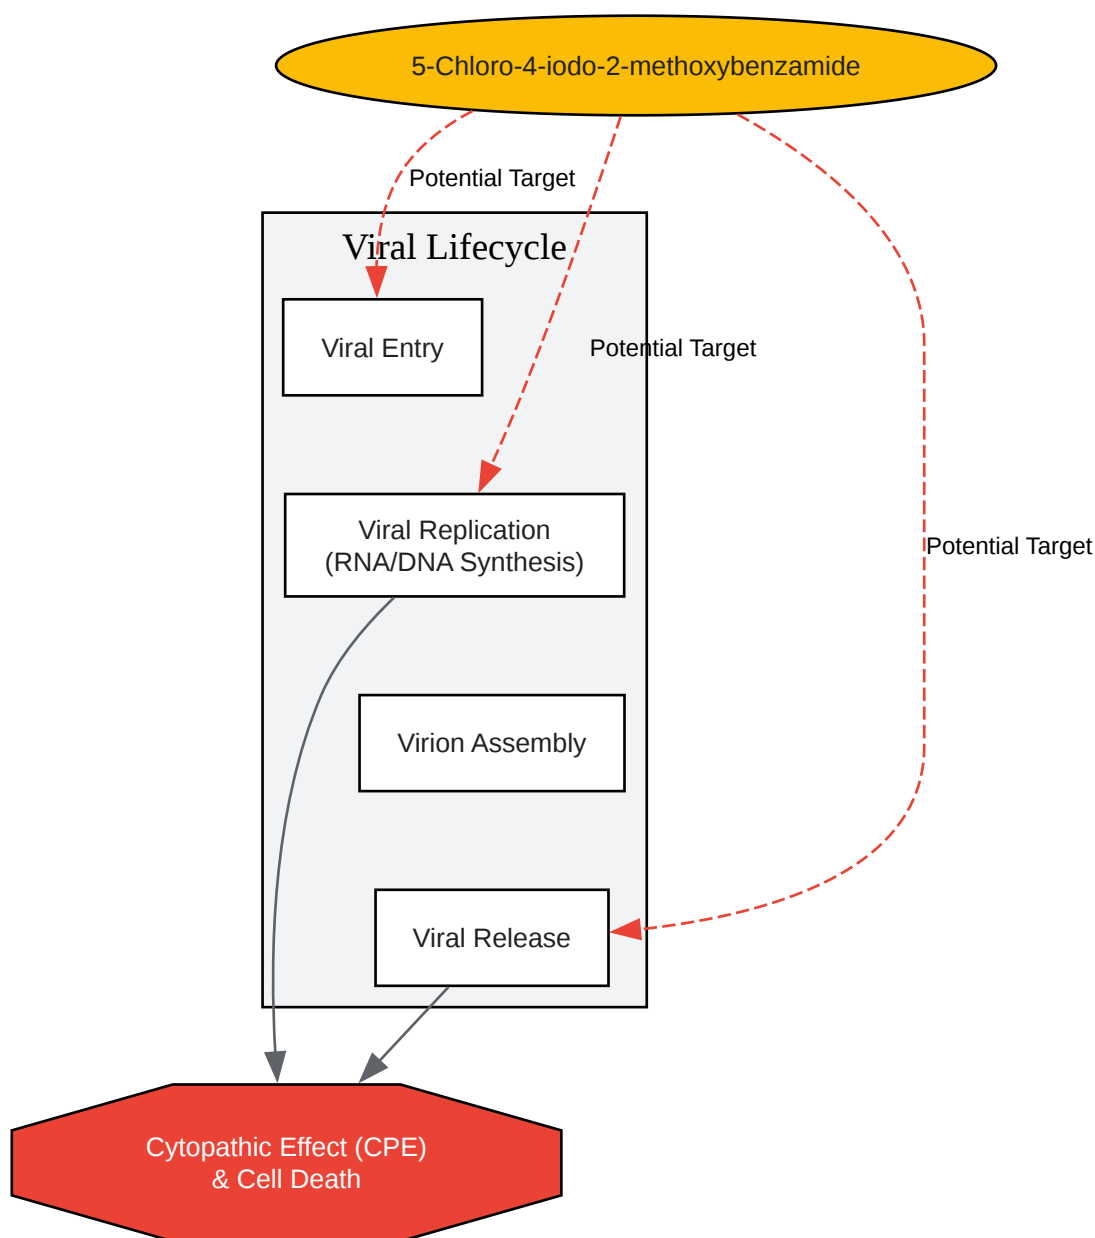 5-Chloro-4-iodo-2-methoxybenzamide
Potential Target
Viral Lifecycle
Viral Entry
Potential Target
Viral Replication
(RNA/DNA Synthesis)
Potential Target
Virion Assembly
Viral Release
Cytopathic Effect (CPE)
& Cell Death